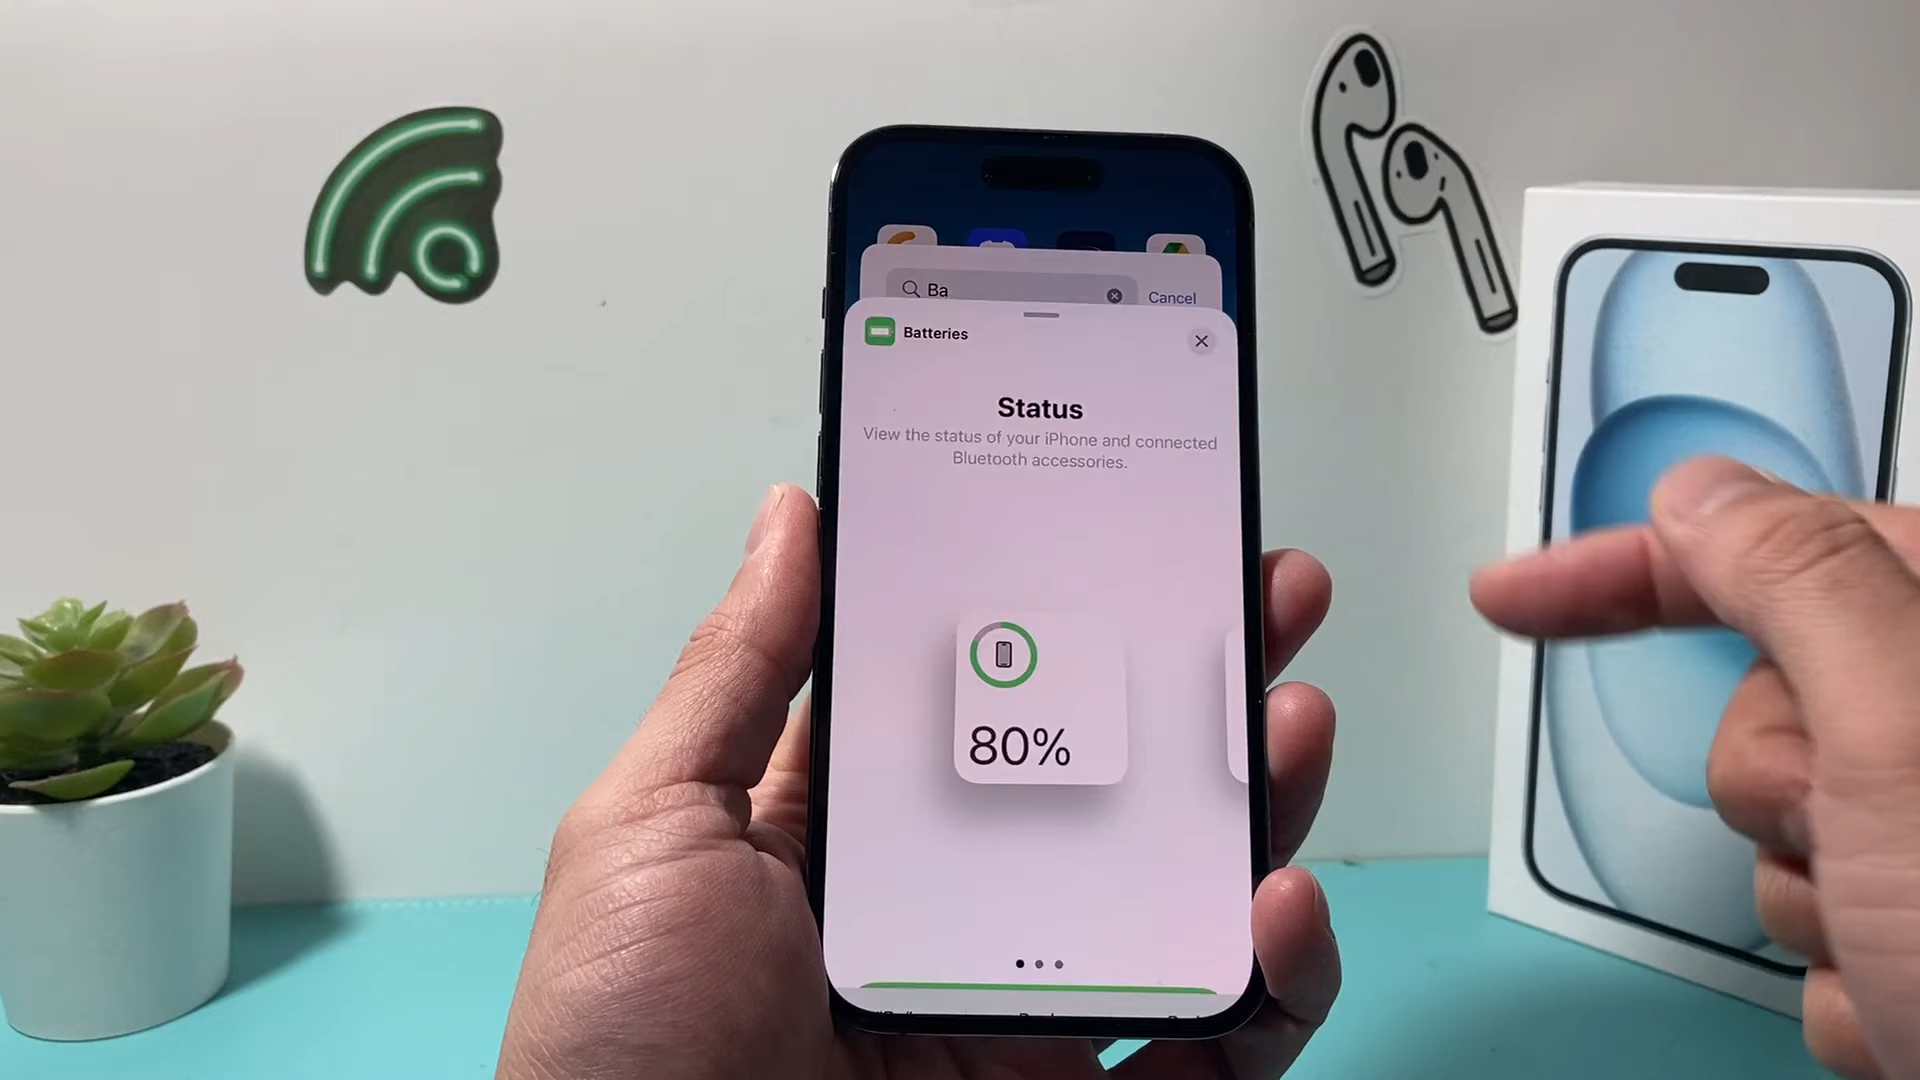 Ba
Cancel
Batteries
Status
View the status of your iPhone and connected
Bluetooth accessories.
80%